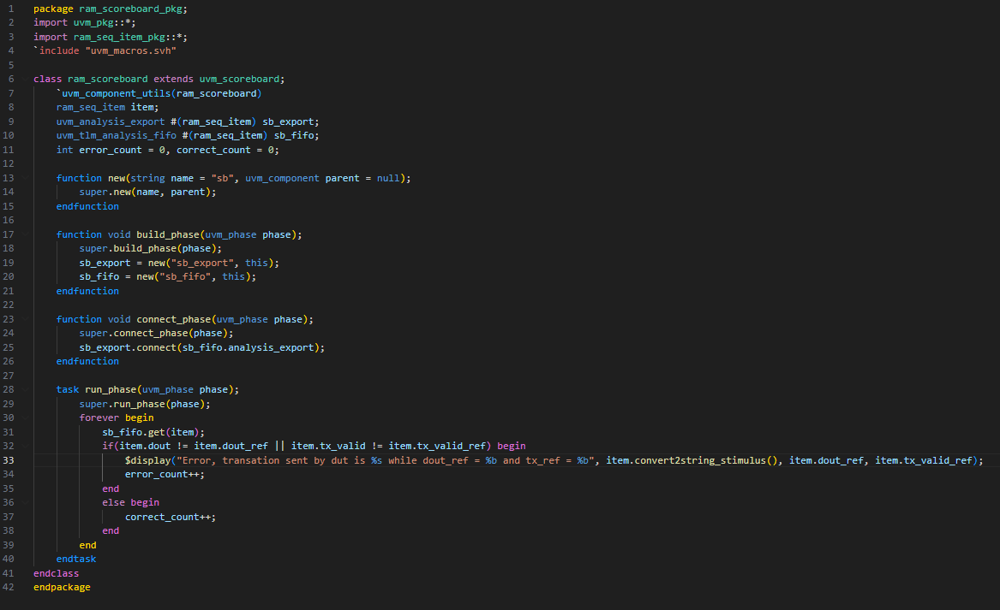 1 package ram_scoreboard_pkg;
2 import uvm_pkg::*;
3 import ram_seq_item_pkg::*;
4 `include "uvm_macros.svh"
5
6 class ram_scoreboard extends uvm_scoreboard;
7     `uvm_component_utils(ram_scoreboard)
8     ram_seq_item item;
9     uvm_analysis_export #(ram_seq_item) sb_export;
10     uvm_tlm_analysis_fifo #(ram_seq_item) sb_fifo;
11     int error_count = 0, correct_count = 0;
12
13     function new(string name = "sb", uvm_component parent = null);
14         super.new(name, parent);
15     endfunction
16
17     function void build_phase(uvm_phase phase);
18         super.build_phase(phase);
19         sb_export = new("sb_export", this);
20         sb_fifo = new("sb_fifo", this);
21     endfunction
22
23     function void connect_phase(uvm_phase phase);
24         super.connect_phase(phase);
25         sb_export.connect(sb_fifo.analysis_export);
26     endfunction
27
28     task run_phase(uvm_phase phase);
29         super.run_phase(phase);
30         forever begin
31             sb_fifo.get(item);
32             if(item.dout != item.dout_ref || item.tx_valid != item.tx_valid_ref) begin
33                 $display("Error, transation sent by dut is %s while dout_ref = %b and tx_ref = %b", item.convert2string_stimulus(), item.dout_ref, item.tx_valid_ref);
34                 error_count++;
35             end
36             else begin
37                 correct_count++;
38             end
39         end
40     endtask
41 endclass
42 endpackage